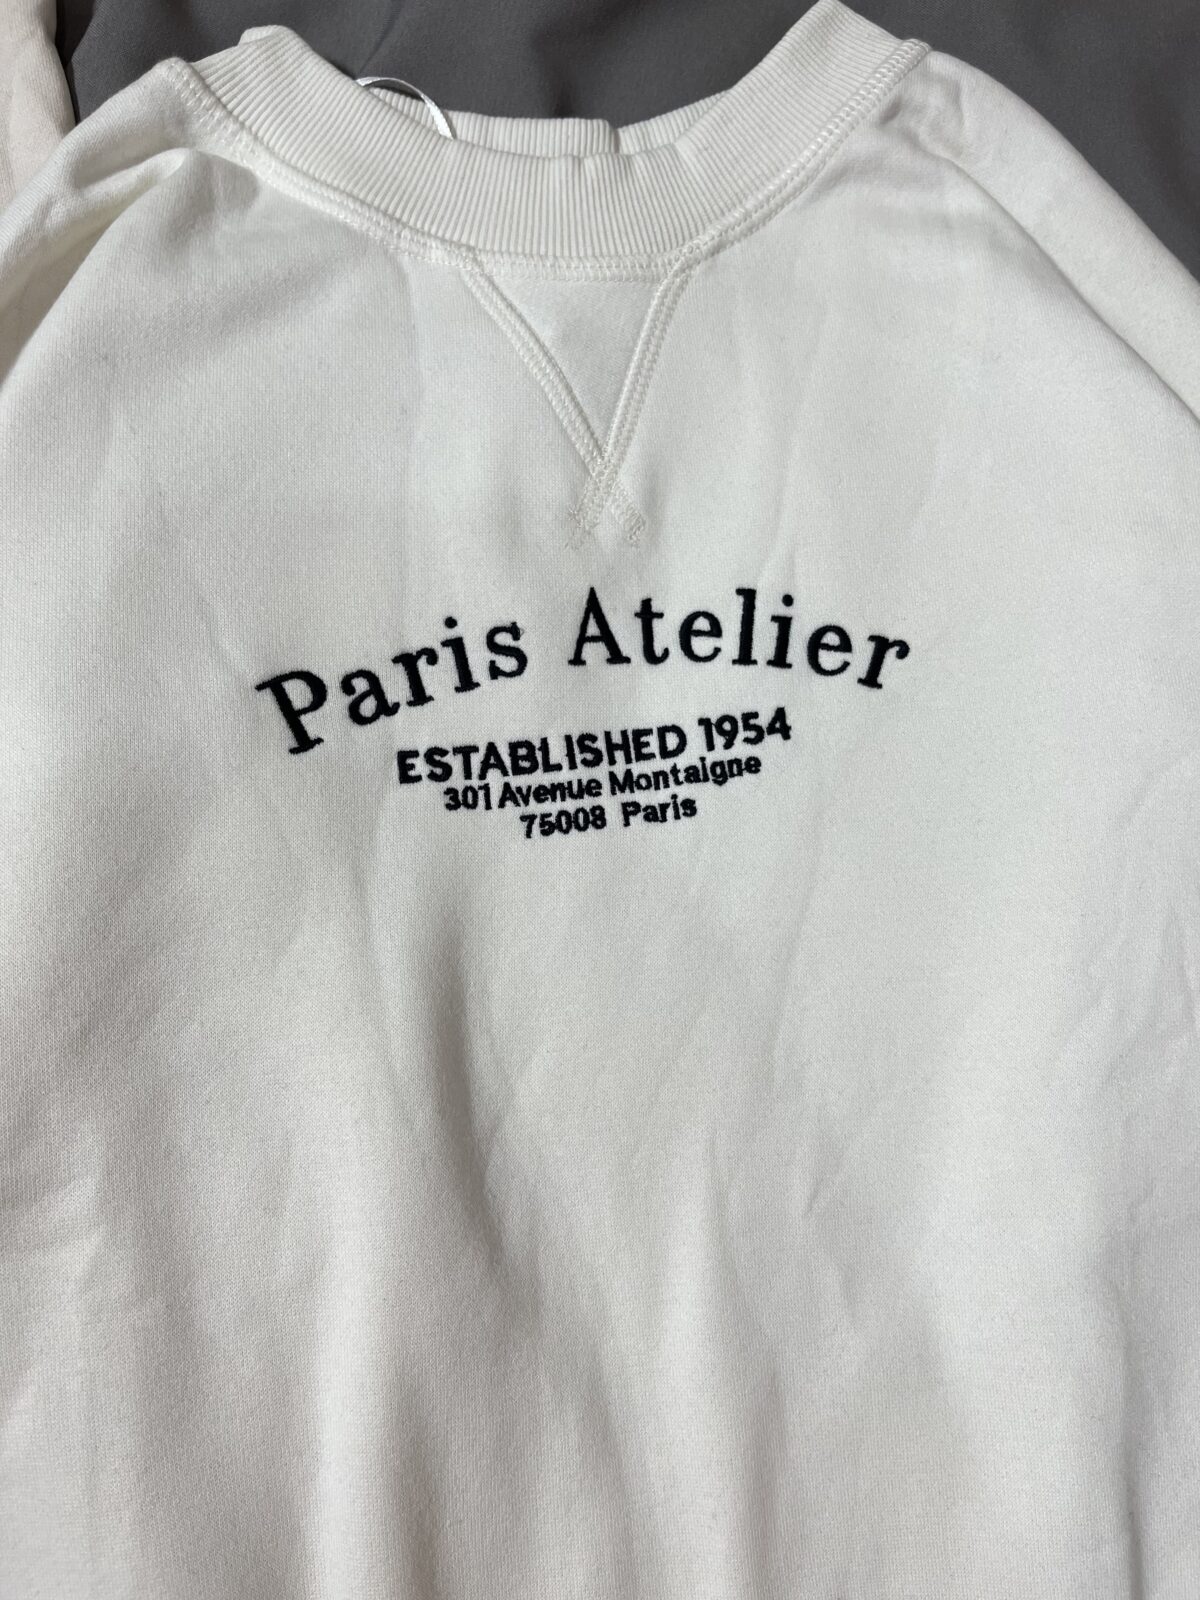 Paris Atelier
ESTABLISHED 1954
301 Avenue Montaigne
75008 Paris